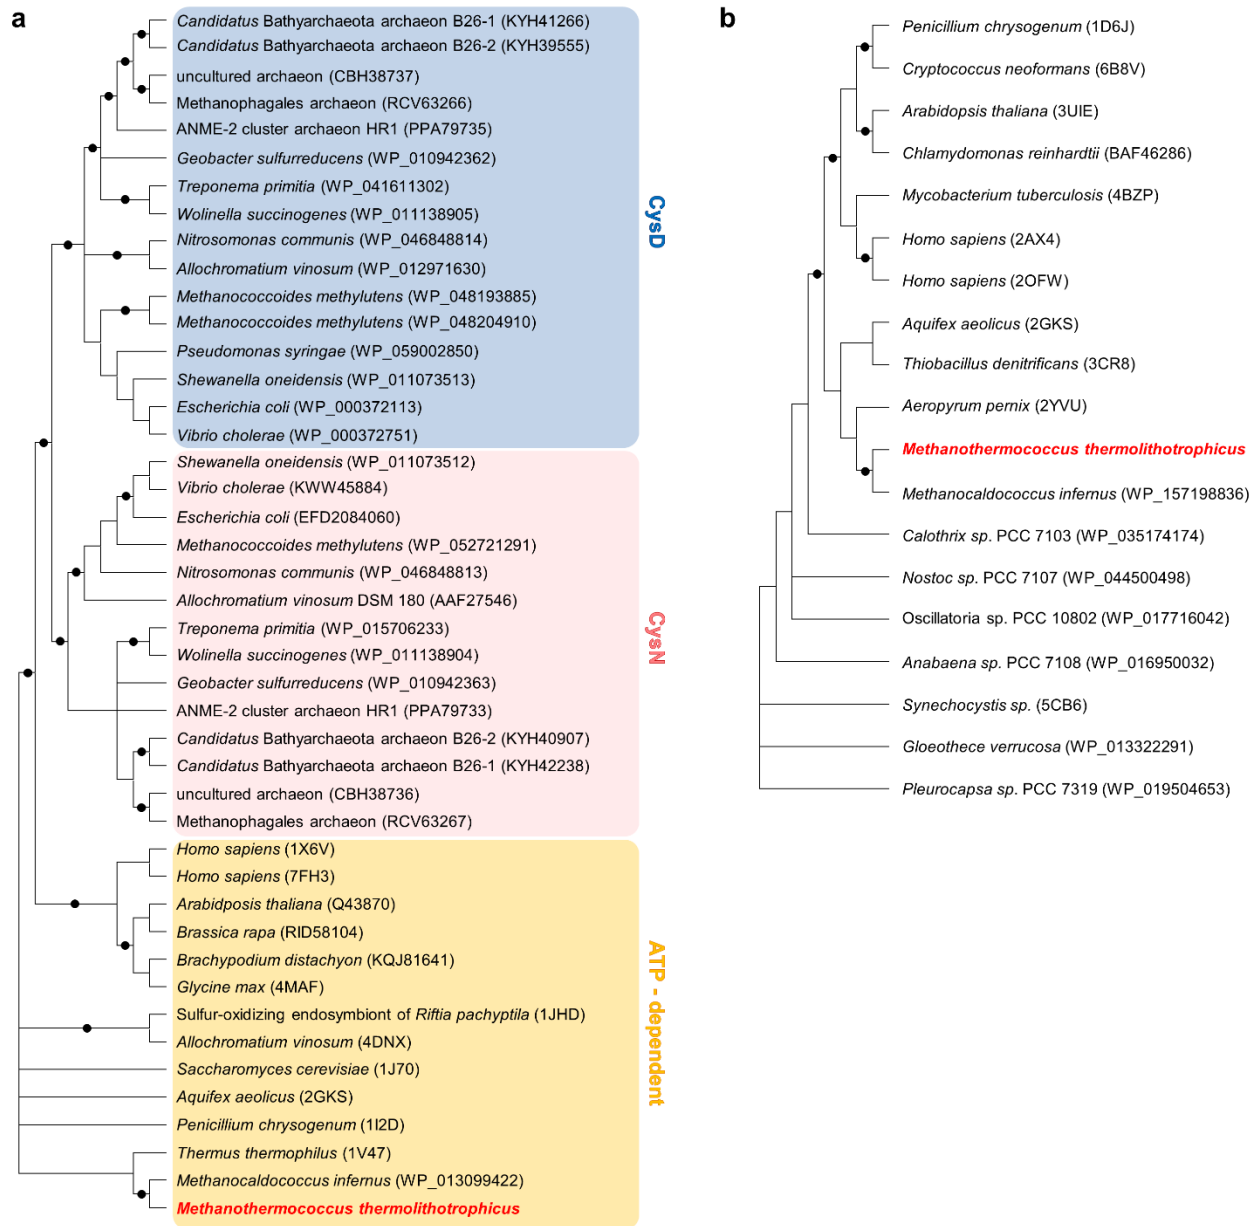 a
Candidatus Bathyarchaeota archaeon B26-1 (KYH41266)
Candidatus Bathyarchaeota archaeon B26-2 (KYH39555)
uncultured archaeon (CBH38737)
Methanophagales archaeon (RCV63266)
ANME-2 cluster archaeon HR1 (PPA79735)
Geobacter sulfurreducens (WP_010942362)
Treponema primitia (WP_041611302)
Wolinella succinogenes (WP_011138905)
Nitrosomonas communis (WP_046848814)
Allochromatium vinosum (WP_012971630)
Methanococcoides methylutens (WP_048193885)
Methanococcoides methylutens (WP_048204910)
Pseudomonas syringae (WP_059002850)
Shewanella oneidensis (WP_011073513)
Escherichia coli (WP_000372113)
Vibrio cholerae (WP_000372751)
CysD
Shewanella oneidensis (WP_011073512)
Vibrio cholerae (KWW45884)
Escherichia coli (EFD2084060)
Methanococcoides methylutens (WP_052721291)
Nitrosomonas communis (WP_046848813)
Allochromatium vinosum DSM 180 (AAF27546)
Treponema primitia (WP_015706233)
Wolinella succinogenes (WP_011138904)
Geobacter sulfurreducens (WP_010942363)
ANME-2 cluster archaeon HR1 (PPA79733)
Candidatus Bathyarchaeota archaeon B26-2 (KYH40907)
Candidatus Bathyarchaeota archaeon B26-1 (KYH42238)
uncultured archaeon (CBH38736)
Methanophagales archaeon (RCV63267)
CysN
Homo sapiens (1X6V)
Homo sapiens (7FH3)
Arabidposis thaliana (Q43870)
Brassica rapa (RID58104)
Brachypodium distachyon (KQJ81641)
Glycine max (4MAF)
Sulfur-oxidizing endosymbiont of Riftia pachyptila (1JHD)
Allochromatium vinosum (4DNX)
Saccharomyces cerevisiae (1J70)
Aquifex aeolicus (2GKS)
Penicillium chrysogenum (1I2D)
Thermus thermophilus (1V47)
Methanocaldococcus infernus (WP_013099422)
Methanothermococcus thermolithotrophicus
ATP - dependent
b
Penicillium chrysogenum (1D6J)
Cryptococcus neoformans (6B8V)
Arabidopsis thaliana (3UIE)
Chlamydomonas reinhardtii (BAF46286)
Mycobacterium tuberculosis (4BZP)
Homo sapiens (2AX4)
Homo sapiens (2OFW)
Aquifex aeolicus (2GKS)
Thiobacillus denitrificans (3CR8)
Aeropyrum pernix (2YVU)
Methanothermococcus thermolithotrophicus
Methanocaldococcus infernus (WP_157198836)
Calothrix sp. PCC 7103 (WP_035174174)
Nostoc sp. PCC 7107 (WP_044500498)
Oscillatoria sp. PCC 10802 (WP_017716042)
Anabaena sp. PCC 7108 (WP_016950032)
Synechocystis sp. (5CB6)
Gloeothece verrucosa (WP_013322291)
Pleurocapsa sp. PCC 7319 (WP_019504653)